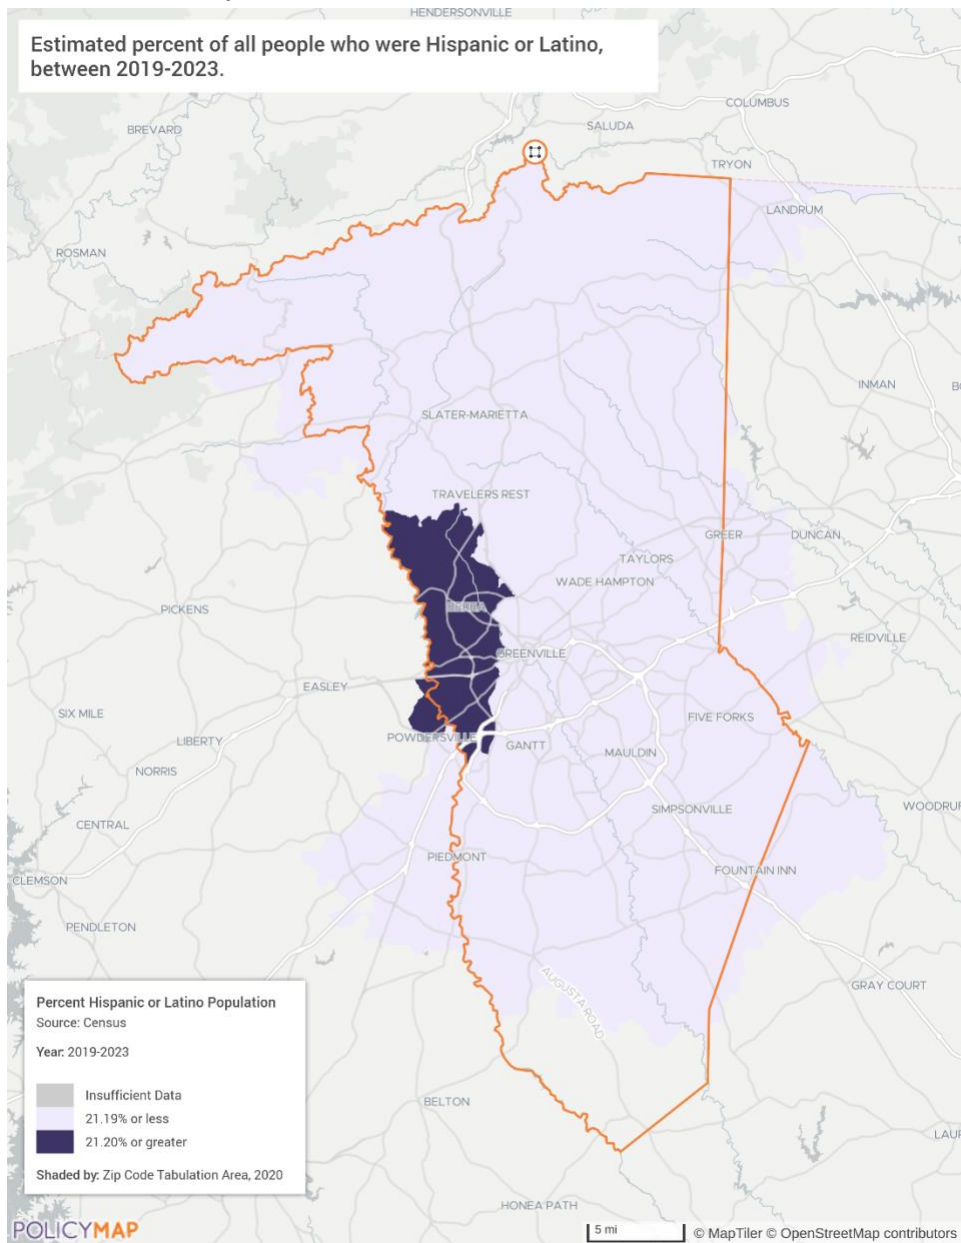 HENDERSONVILLE
Estimated percent of all people who were Hispanic or Latino,
between 2019-2023.
COLUMBUS
BREVARD
SALUDA
TRYON
LANDRUM
ROSMAN
INMAN
SLATER-MARIETTA
TRAVELERS REST
GREER
DUNCAN
TAYLORS
WADE HAMPTON
PICKENS
BEREA
REIDVILLE
GREENVILLE
EASLEY
SIX MILE
FIVE FORKS
POWDERSVILLE
LIBERTY
GANTT
MAULDIN
NORRIS
SIMPSONVILLE
WOODRUF
CENTRAL
PIEDMONT
FOUNTAIN INN
CLEMSON
PENDLETON
AUGUSTA ROAD
GRAY COURT
Percent Hispanic or Latino Population
Source: Census
Year: 2019-2023
Insufficient Data
21.19% or less
21.20% or greater
Shaded by: Zip Code Tabulation Area, 2020
BELTON
LAU
HONEA PATH
POLICYMAP
5 mi
© MapTiler © OpenStreetMap contributors